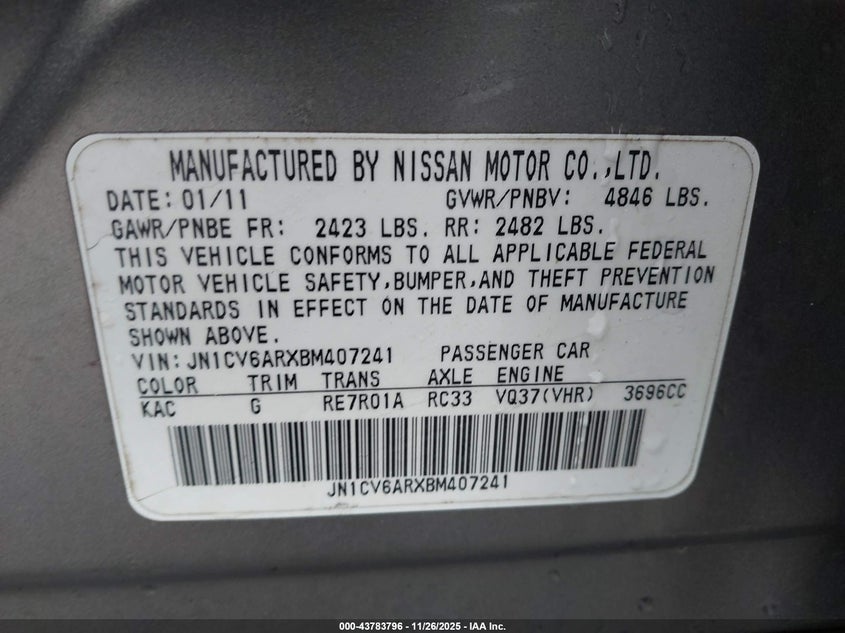 MANUFACTURED BY NISSAN MOTOR CO.,LTD.
DATE: 01/11 GVWR/PNBV: 4846 LBS.
GAWR/PNBE FR: 2423 LBS. RR: 2482 LBS.
THIS VEHICLE CONFORMS TO ALL APPLICABLE FEDERAL
MOTOR VEHICLE SAFETY,BUMPER,AND THEFT PREVENTION
STANDARDS IN EFFECT ON THE DATE OF MANUFACTURE
SHOWN ABOVE.
VIN: JN1CV6ARXBM407241 PASSENGER CAR
COLOR TRIM TRANS AXLE ENGINE
KAC G RE7R01A RC33 VQ37(VHR) 3696CC
JN1CV6ARXBM407241
000-43783796 - 11/26/2025 - IAA Inc.